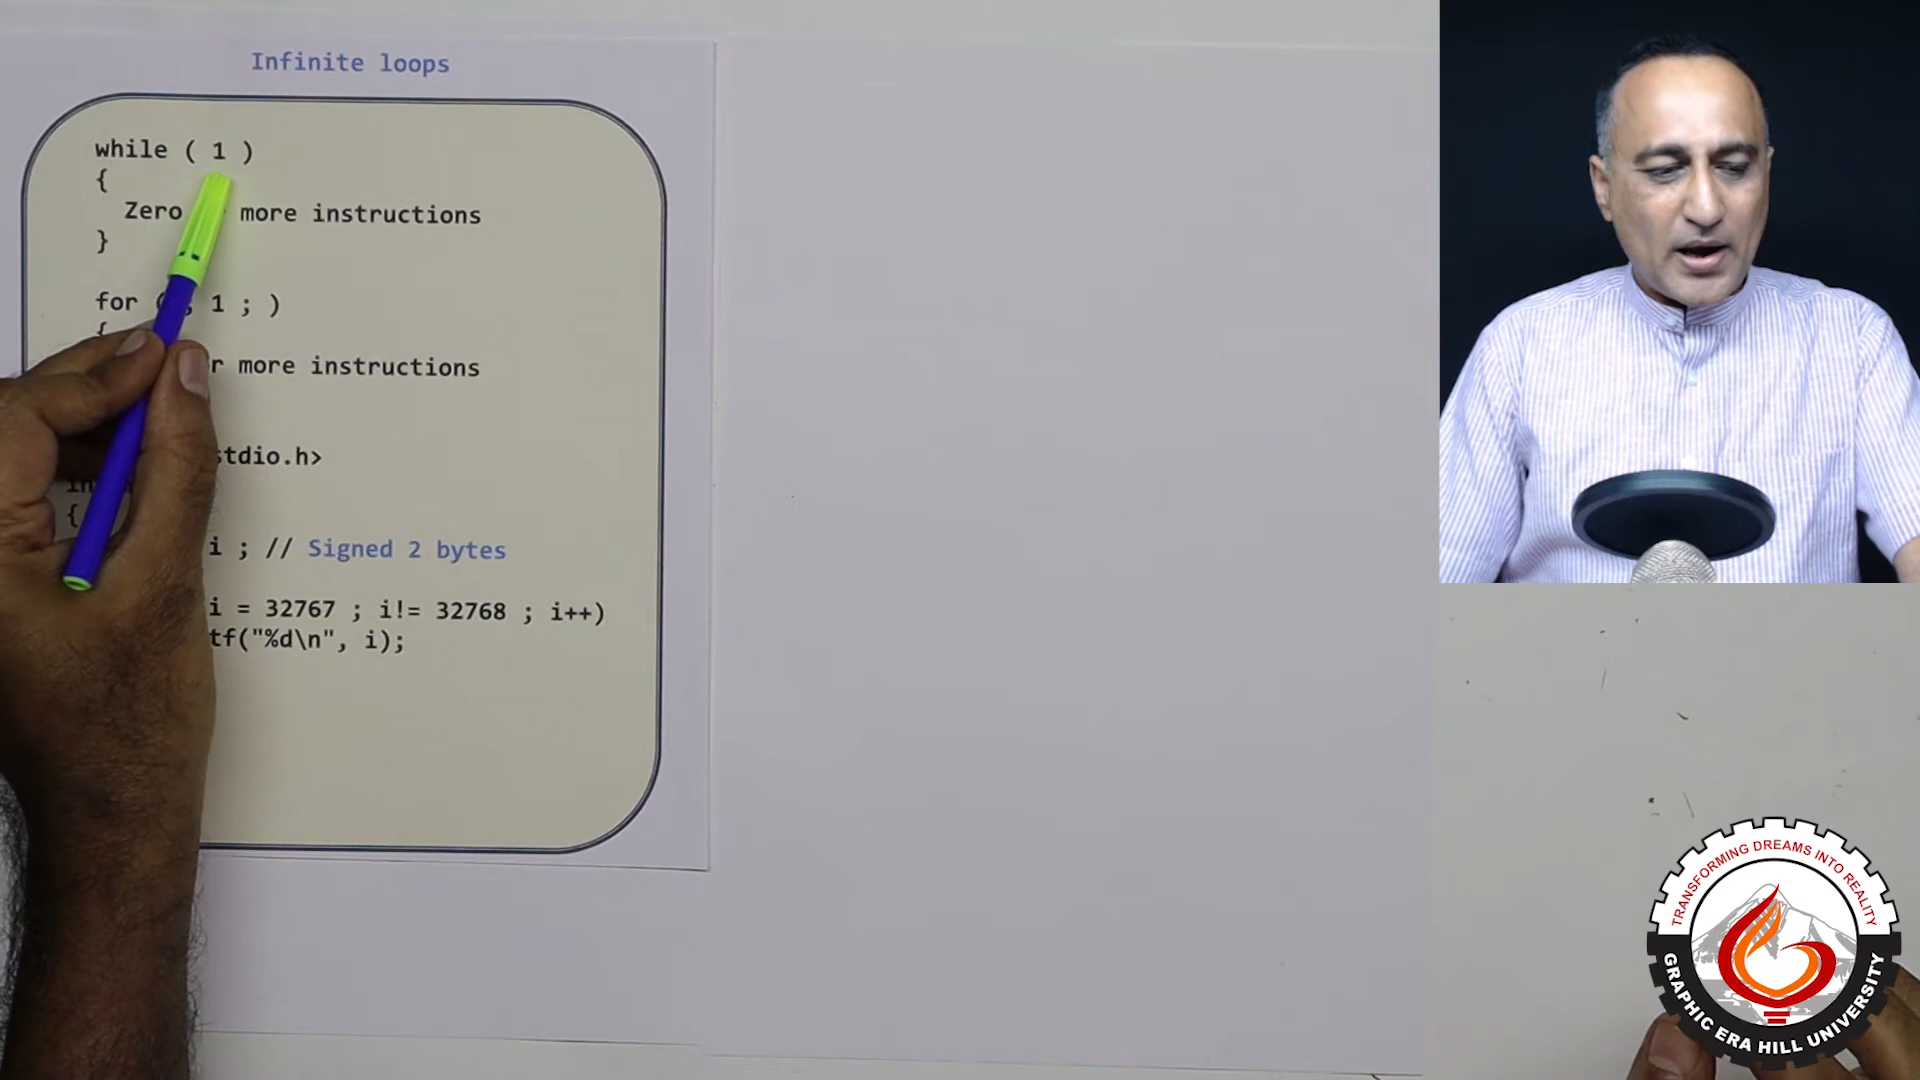 Infinite loops
while ( 1 )
{
Zero more instructions
}
for ( ; 1 ; )
{
r more instructions
stdio.h>
{
i ; // Signed 2 bytes
i = 32767 ; i!= 32768 ; i++)
tf("%d\n", i);
TRANSFORMING DREAMS INTO REALITY
GRAPHIC ERA HILL UNIVERSITY